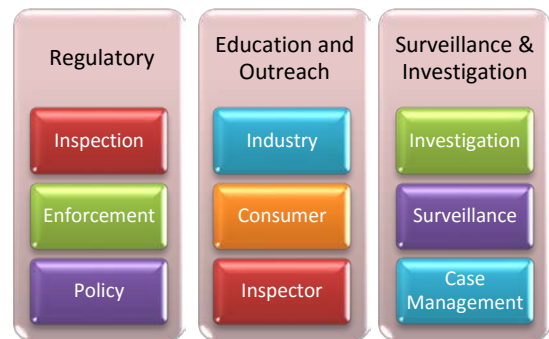 Regulatory
Inspection
Enforcement
Policy
Education and
Outreach
Industry
Consumer
Inspector
Surveillance &
Investigation
Investigation
Surveillance
Case
Management